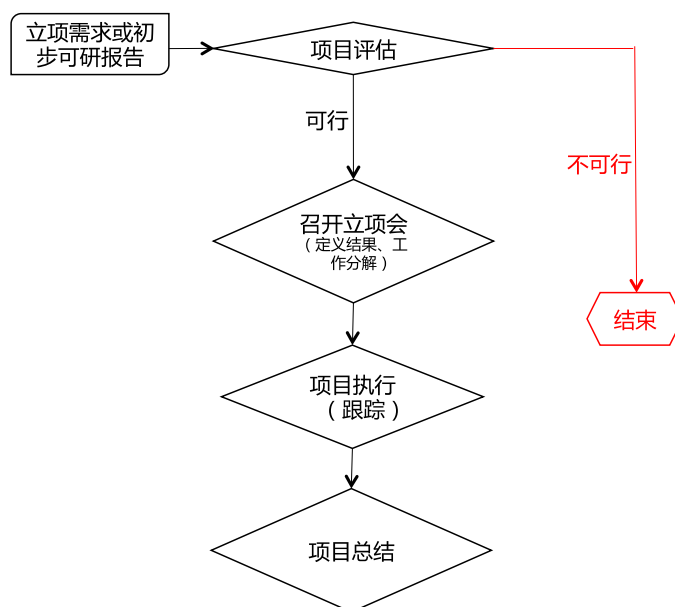 立项需求或初
步可研报告
项目评估
可行
不可行
召开立项会
（定义结果、工
作分解）
结束
项目执行
（跟踪）
项目总结